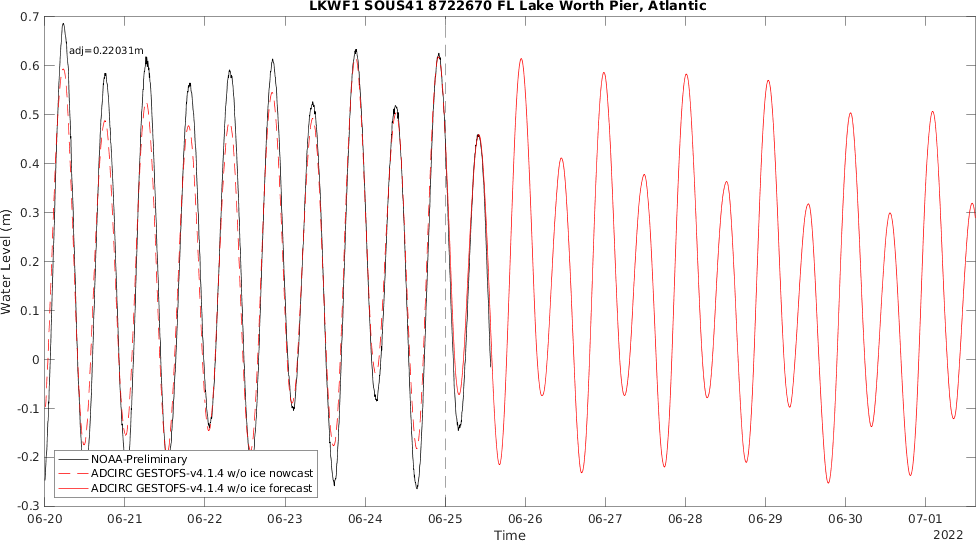 LKWF1 SOUS41 8722670 FL Lake Worth Pier, Atlantic
adj=0.22031m
Water Level (m)
0.7
0.6
0.5
0.4
0.3
0.2
0.1
0
-0.1
-0.2
-0.3
NOAA-Preliminary
ADCIRC GESTOFS-v4.1.4 w/o ice nowcast
ADCIRC GESTOFS-v4.1.4 w/o ice forecast
06-20 06-21 06-22 06-23 06-24 06-25 06-26 06-27 06-28 06-29 06-30 07-01
Time
2022